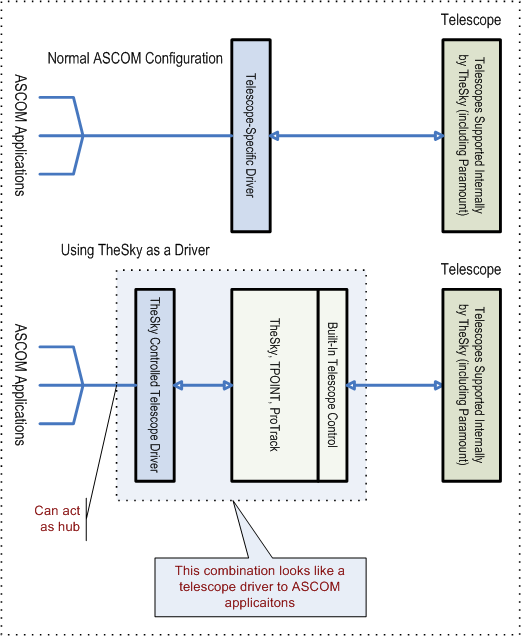 Telescope
Normal ASCOM Configuration
ASCOM Applications
Telescope-Specific Driver
Telescopes Supported Internally
by TheSky (including Paramount)
Using TheSky as a Driver
Telescope
ASCOM Applications
TheSky Controlled Telescope Driver
TheSky, TPOINT, ProTrack
Built-In Telescope Control
Telescopes Supported Internally
by TheSky (including Paramount)
Can act
as hub
This combination looks like a
telescope driver to ASCOM
applicaitons